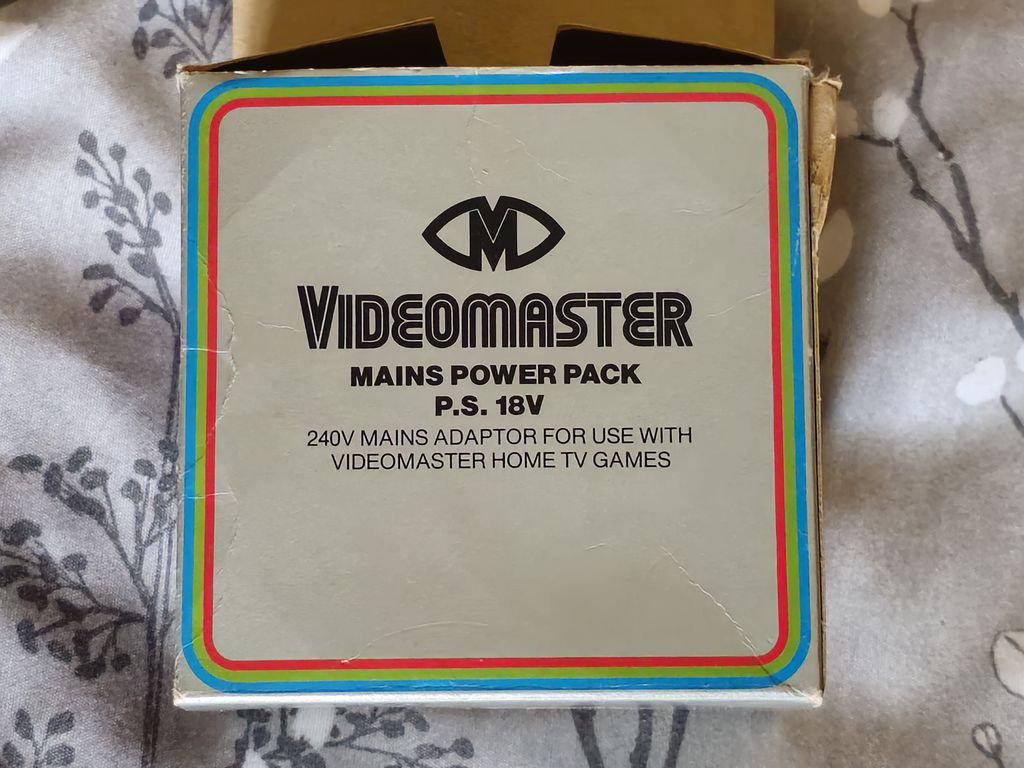 M
VIDEOMASTER
MAINS POWER PACK
P.S. 18V
240V MAINS ADAPTOR FOR USE WITH
VIDEOMASTER HOME TV GAMES